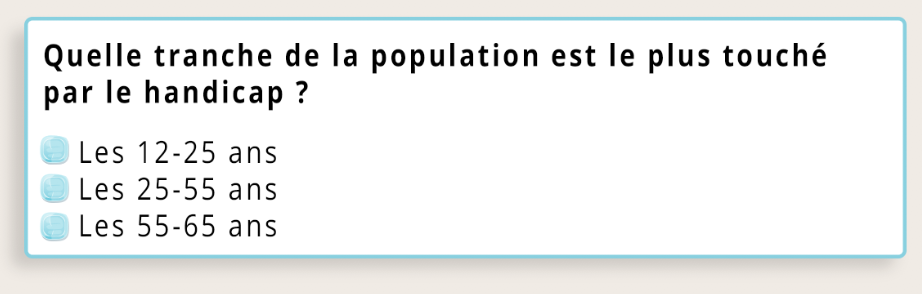 Quelle tranche de la population est le plus touché
par le handicap ?
Les 12-25 ans
Les 25-55 ans
Les 55-65 ans